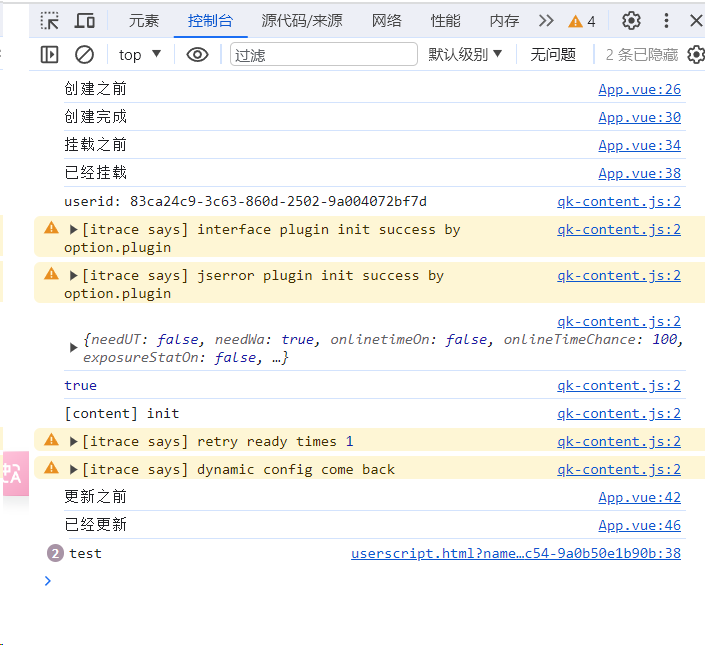 元素 控制台 源代码/来源 网络 性能 内存 4
top 过滤 默认级别 无问题 2 条已隐藏
创建之前 App.vue:26
创建完成 App.vue:30
挂载之前 App.vue:34
已经挂载 App.vue:38
userid: 83ca24c9-3c63-860d-2502-9a004072bf7d qk-content.js:2
[itrace says] interface plugin init success by qk-content.js:2
option.plugin
[itrace says] jserror plugin init success by qk-content.js:2
option.plugin
qk-content.js:2
{needUT: false, needWa: true, onlinetimeOn: false, onlineTimeChance: 100,
exposureStatOn: false, …}
true qk-content.js:2
[content] init qk-content.js:2
[itrace says] retry ready times 1 qk-content.js:2
[itrace says] dynamic config come back qk-content.js:2
更新之前 App.vue:42
已经更新 App.vue:46
2 test userscript.html?name…c54-9a0b50e1b90b:38